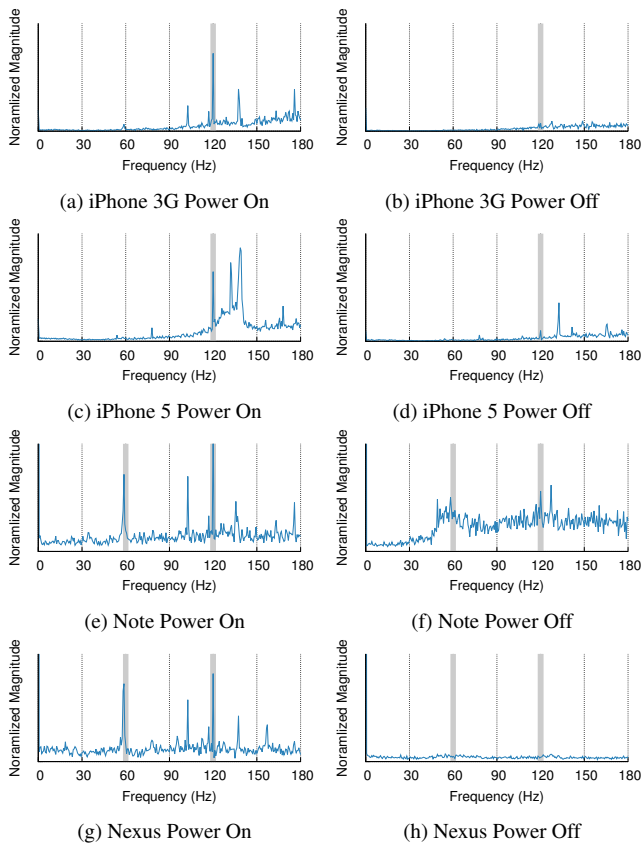 Noramlized Magnitude
0 30 60 90 120 150 180
Frequency (Hz)
(a) iPhone 3G Power On
Noramlized Magnitude
0 30 60 90 120 150 180
Frequency (Hz)
(b) iPhone 3G Power Off
Noramlized Magnitude
0 30 60 90 120 150 180
Frequency (Hz)
(c) iPhone 5 Power On
Noramlized Magnitude
0 30 60 90 120 150 180
Frequency (Hz)
(d) iPhone 5 Power Off
Noramlized Magnitude
0 30 60 90 120 150 180
Frequency (Hz)
(e) Note Power On
Noramlized Magnitude
0 30 60 90 120 150 180
Frequency (Hz)
(f) Note Power Off
Noramlized Magnitude
0 30 60 90 120 150 180
Frequency (Hz)
(g) Nexus Power On
Noramlized Magnitude
0 30 60 90 120 150 180
Frequency (Hz)
(h) Nexus Power Off